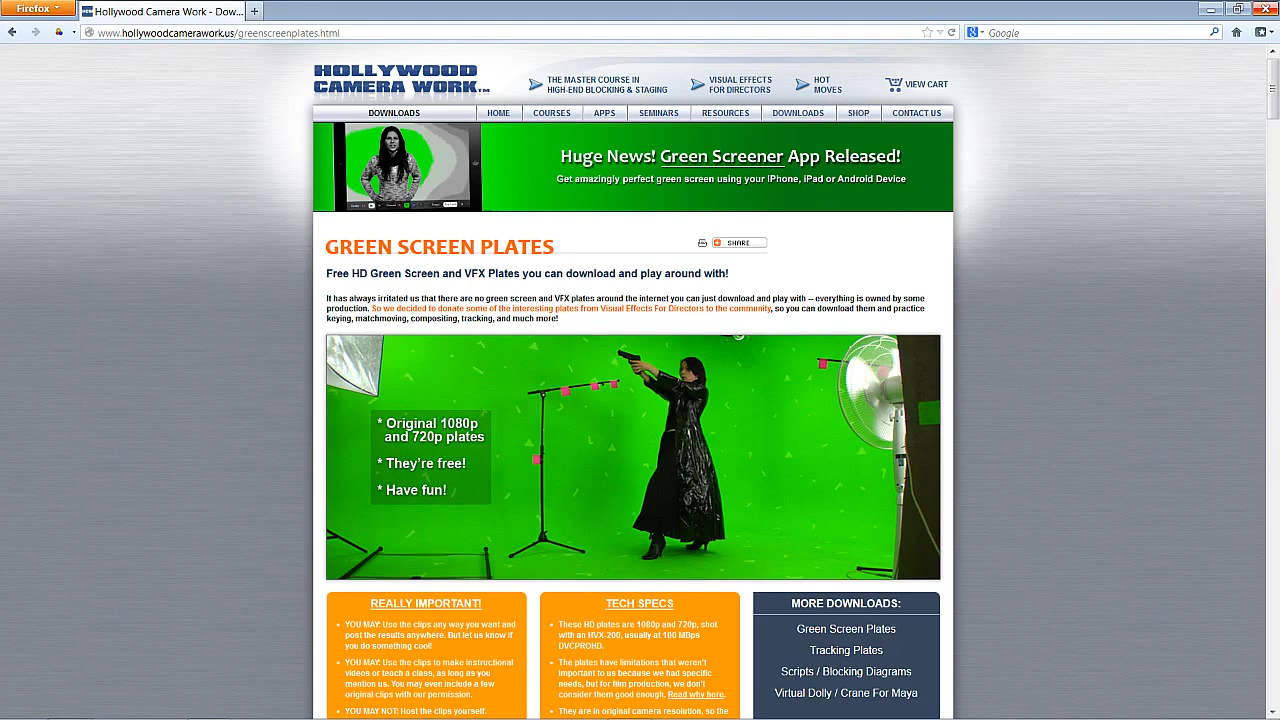 Firefox
Hollywood Camera Work - Dow...
www.hollywoodcamerawork.us/greenscreenplates.html
Google
HOLLYWOOD
CAMERA WORK™
THE MASTER COURSE IN
HIGH-END BLOCKING & STAGING
VISUAL EFFECTS
FOR DIRECTORS
HOT
MOVES
VIEW CART
DOWNLOADS
HOME
COURSES
APPS
SEMINARS
RESOURCES
DOWNLOADS
SHOP
CONTACT US
Huge News! Green Screener App Released!
Get amazingly perfect green screen using your iPhone, iPad or Android Device
GREEN SCREEN PLATES
SHARE
Free HD Green Screen and VFX Plates you can download and play around with!
It has always irritated us that there are no green screen and VFX plates around the internet you can just download and play with -- everything is owned by some
production. So we decided to donate some of the interesting plates from Visual Effects For Directors to the community, so you can download them and practice
keying, matchmoving, compositing, tracking, and much more!
* Original 1080p
and 720p plates
* They're free!
* Have fun!
REALLY IMPORTANT!
• YOU MAY: Use the clips any way you want and
post the results anywhere. But let us know if
you do something cool!
• YOU MAY: Use the clips to make instructional
videos or teach a class, as long as you
mention us. You may even include a few
original clips with our permission.
• YOU MAY NOT: Host the clips yourself.
TECH SPECS
• These HD plates are 1080p and 720p, shot
with an HVX-200, usually at 100 MBps
DVCPROHD.
• The plates have limitations that weren't
important to us because we had specific
needs, but for film production, we don't
consider them good enough. Read why here.
• They are in original camera resolution, so the
MORE DOWNLOADS:
Green Screen Plates
Tracking Plates
Scripts / Blocking Diagrams
Virtual Dolly / Crane For Maya